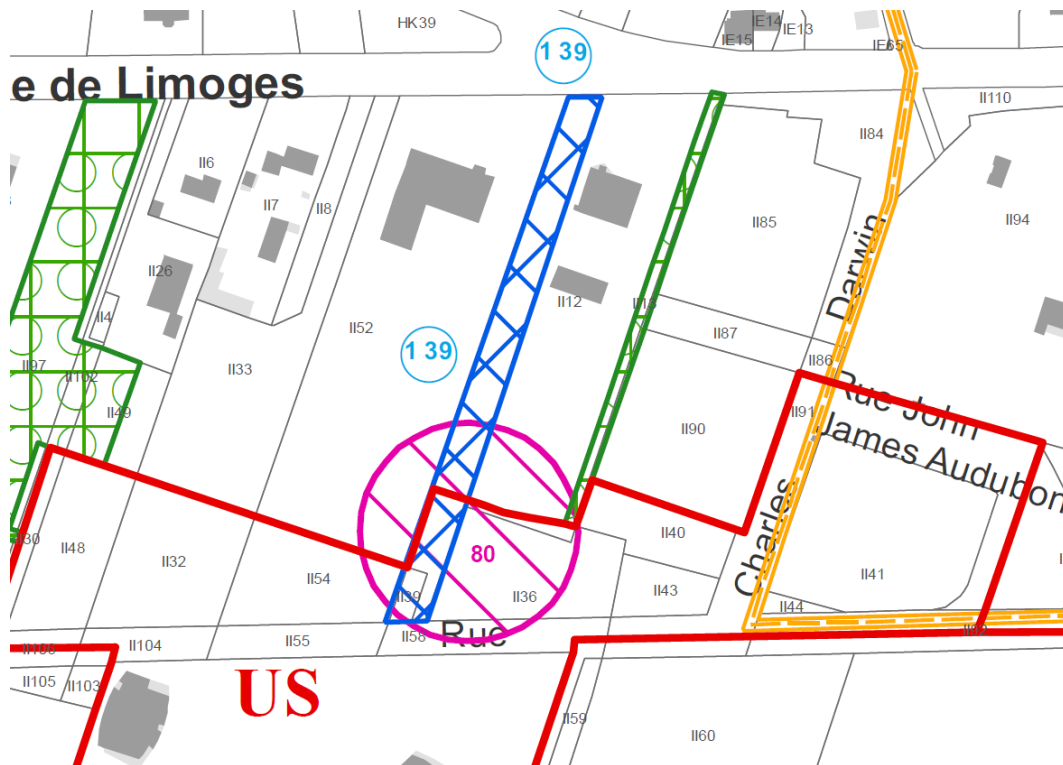 HK39
IE14
IE15
IE13
IE65
1 39
e de Limoges
II110
II84
II6
II7
II8
II85
II94
Darwin
II26
II12
II13
II4
II52
II87
1 39
II97
II33
II86
II102
II49
Rue John
James Audubon
II91
II90
Charles
II30
II48
II32
80
II40
II54
II41
II39
II36
II43
II44
II58
Rue
II92
II104
II55
US
II105
II103
II59
II60